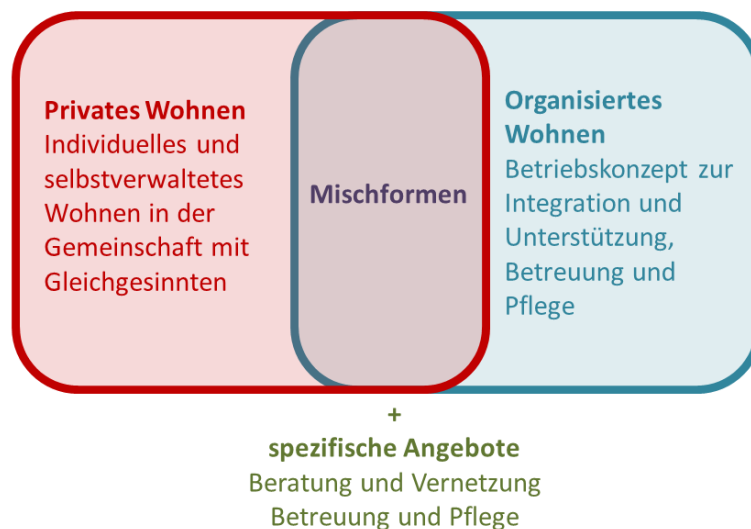 Privates Wohnen
Individuelles und
selbstverwaltetes
Wohnen in der
Gemeinschaft mit
Gleichgesinnten
Mischformen
Organisiertes
Wohnen
Betriebskonzept zur
Integration und
Unterstützung,
Betreuung und
Pflege
+
spezifische Angebote
Beratung und Vernetzung
Betreuung und Pflege